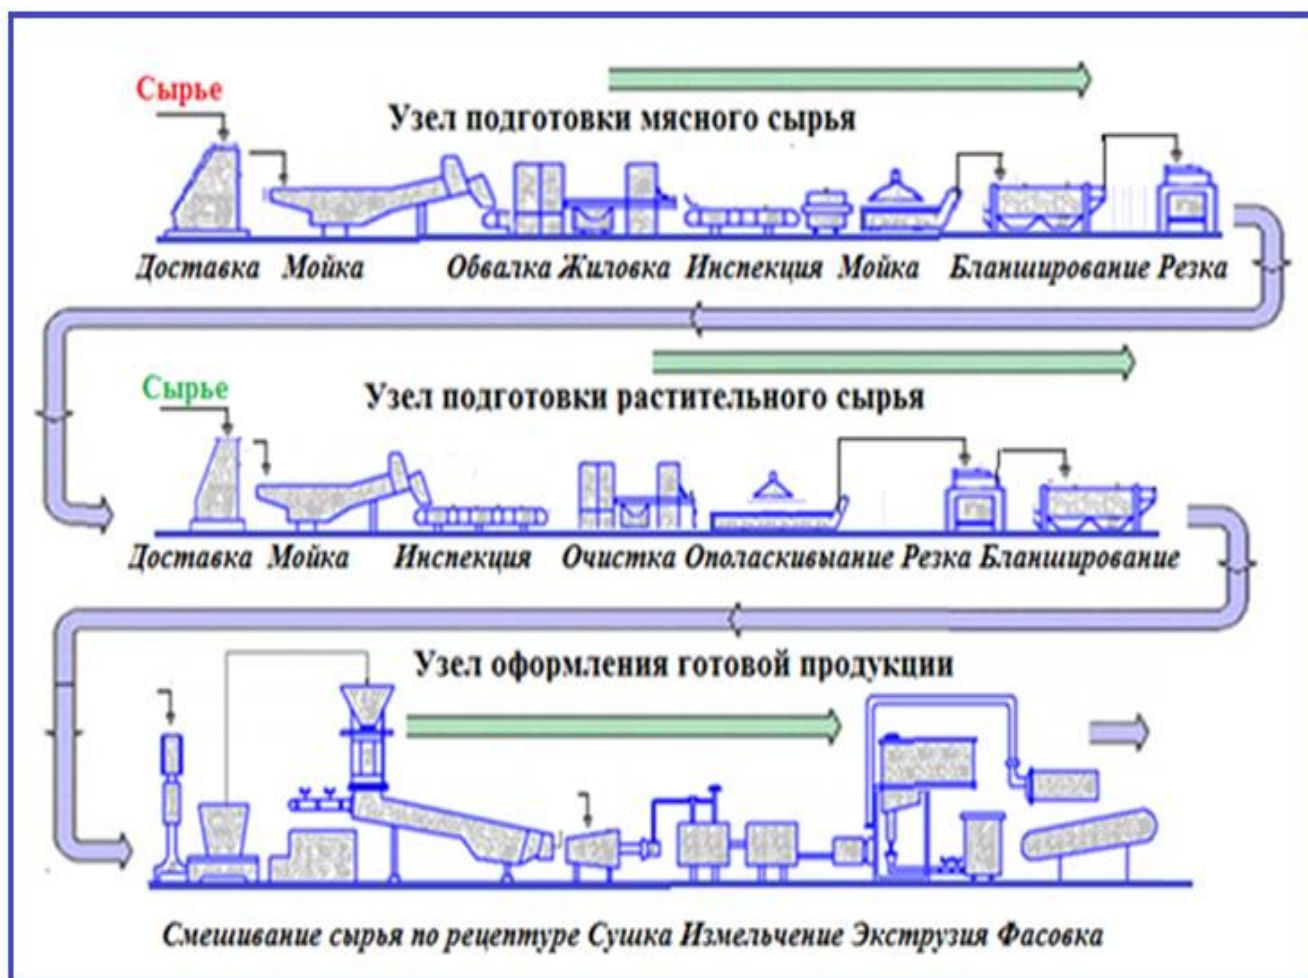 Сырье
Узел подготовки мясного сырья
Доставка Мойка Обвалка Жиловка Инспекция Мойка Бланширование Резка
Сырье
Узел подготовки растительного сырья
Доставка Мойка Инспекция Очистка Ополаскивыание Резка Бланширование
Узел оформления готовой продукции
Смешивание сырья по рецептуре Сушка Измельчение Экструзия Фасовка